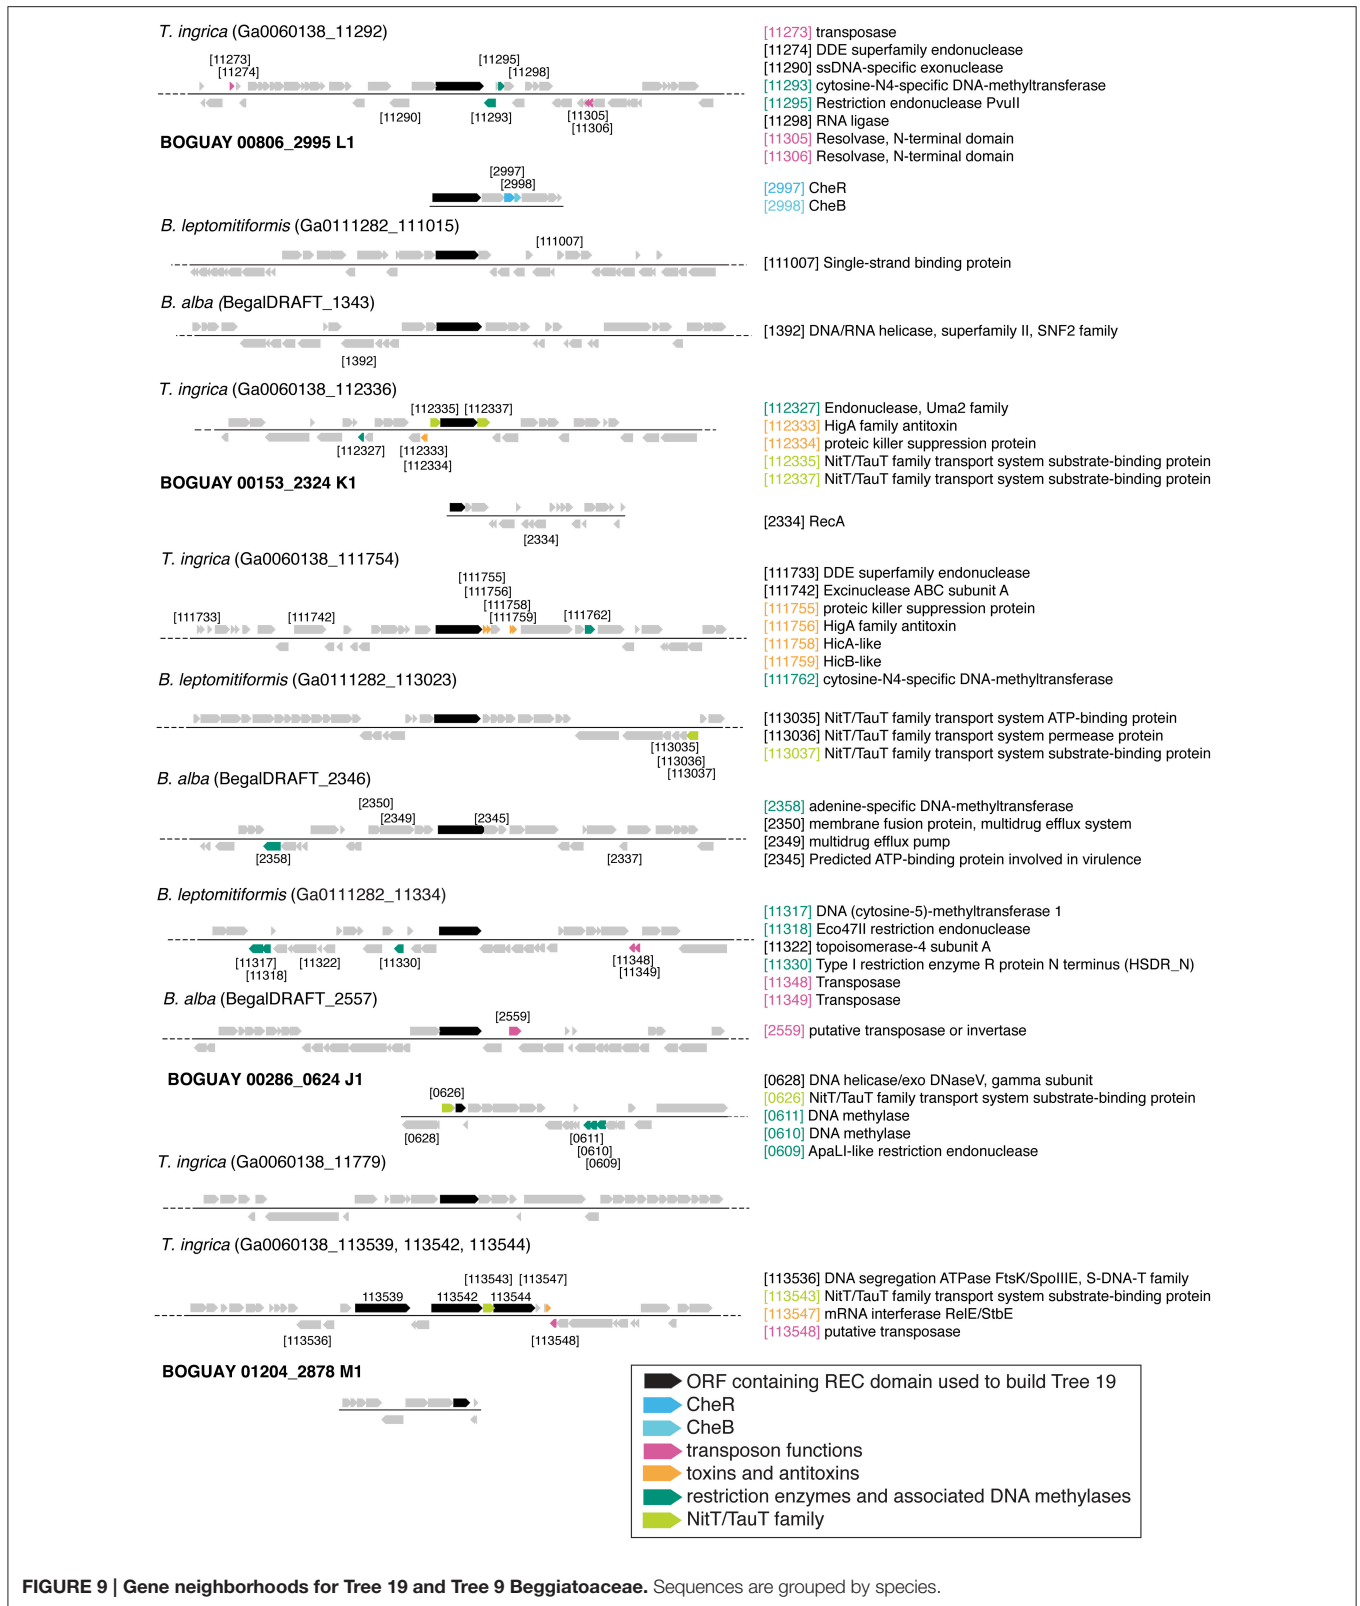 T. ingrica (Ga0060138_11292)
[11273]
[11274]
[11295]
[11298]
[11290]
[11293]
[11305]
[11306]
[11273] transposase
[11274] DDE superfamily endonuclease
[11290] ssDNA-specific exonuclease
[11293] cytosine-N4-specific DNA-methyltransferase
[11295] Restriction endonuclease PvuII
[11298] RNA ligase
[11305] Resolvase, N-terminal domain
[11306] Resolvase, N-terminal domain
BOGUAY 00806_2995 L1
[2997]
[2998]
[2997] CheR
[2998] CheB
B. leptomitiformis (Ga0111282_111015)
[111007]
[111007] Single-strand binding protein
B. alba (BegalDRAFT_1343)
[1392]
[1392] DNA/RNA helicase, superfamily II, SNF2 family
T. ingrica (Ga0060138_112336)
[112335] [112337]
[112327]
[112333]
[112334]
[112327] Endonuclease, Uma2 family
[112333] HigA family antitoxin
[112334] proteic killer suppression protein
[112335] NitT/TauT family transport system substrate-binding protein
[112337] NitT/TauT family transport system substrate-binding protein
BOGUAY 00153_2324 K1
[2334]
[2334] RecA
T. ingrica (Ga0060138_111754)
[111755]
[111756]
[111758]
[111733]
[111742]
[111759]
[111762]
[111733] DDE superfamily endonuclease
[111742] Excinuclease ABC subunit A
[111755] proteic killer suppression protein
[111756] HigA family antitoxin
[111758] HicA-like
[111759] HicB-like
[111762] cytosine-N4-specific DNA-methyltransferase
B. leptomitiformis (Ga0111282_113023)
[113035]
[113036]
[113037]
[113035] NitT/TauT family transport system ATP-binding protein
[113036] NitT/TauT family transport system permease protein
[113037] NitT/TauT family transport system substrate-binding protein
B. alba (BegalDRAFT_2346)
[2350]
[2349]
[2345]
[2358]
[2337]
[2358] adenine-specific DNA-methyltransferase
[2350] membrane fusion protein, multidrug efflux system
[2349] multidrug efflux pump
[2345] Predicted ATP-binding protein involved in virulence
B. leptomitiformis (Ga0111282_11334)
[11317]
[11318]
[11322]
[11330]
[11348]
[11349]
[11317] DNA (cytosine-5)-methyltransferase 1
[11318] Eco47II restriction endonuclease
[11322] topoisomerase-4 subunit A
[11330] Type I restriction enzyme R protein N terminus (HSDR_N)
[11348] Transposase
[11349] Transposase
B. alba (BegalDRAFT_2557)
[2559]
[2559] putative transposase or invertase
BOGUAY 00286_0624 J1
[0626]
[0628]
[0611]
[0610]
[0609]
[0628] DNA helicase/exo DNaseV, gamma subunit
[0626] NitT/TauT family transport system substrate-binding protein
[0611] DNA methylase
[0610] DNA methylase
[0609] ApaLI-like restriction endonuclease
T. ingrica (Ga0060138_11779)
T. ingrica (Ga0060138_113539, 113542, 113544)
[113543] [113547]
113539
113542
113544
[113536]
[113548]
[113536] DNA segregation ATPase FtsK/SpoIIIE, S-DNA-T family
[113543] NitT/TauT family transport system substrate-binding protein
[113547] mRNA interferase RelE/StbE
[113548] putative transposase
BOGUAY 01204_2878 M1
ORF containing REC domain used to build Tree 19
CheR
CheB
transposon functions
toxins and antitoxins
restriction enzymes and associated DNA methylases
NitT/TauT family
FIGURE 9 | Gene neighborhoods for Tree 19 and Tree 9 Beggiatoaceae. Sequences are grouped by species.